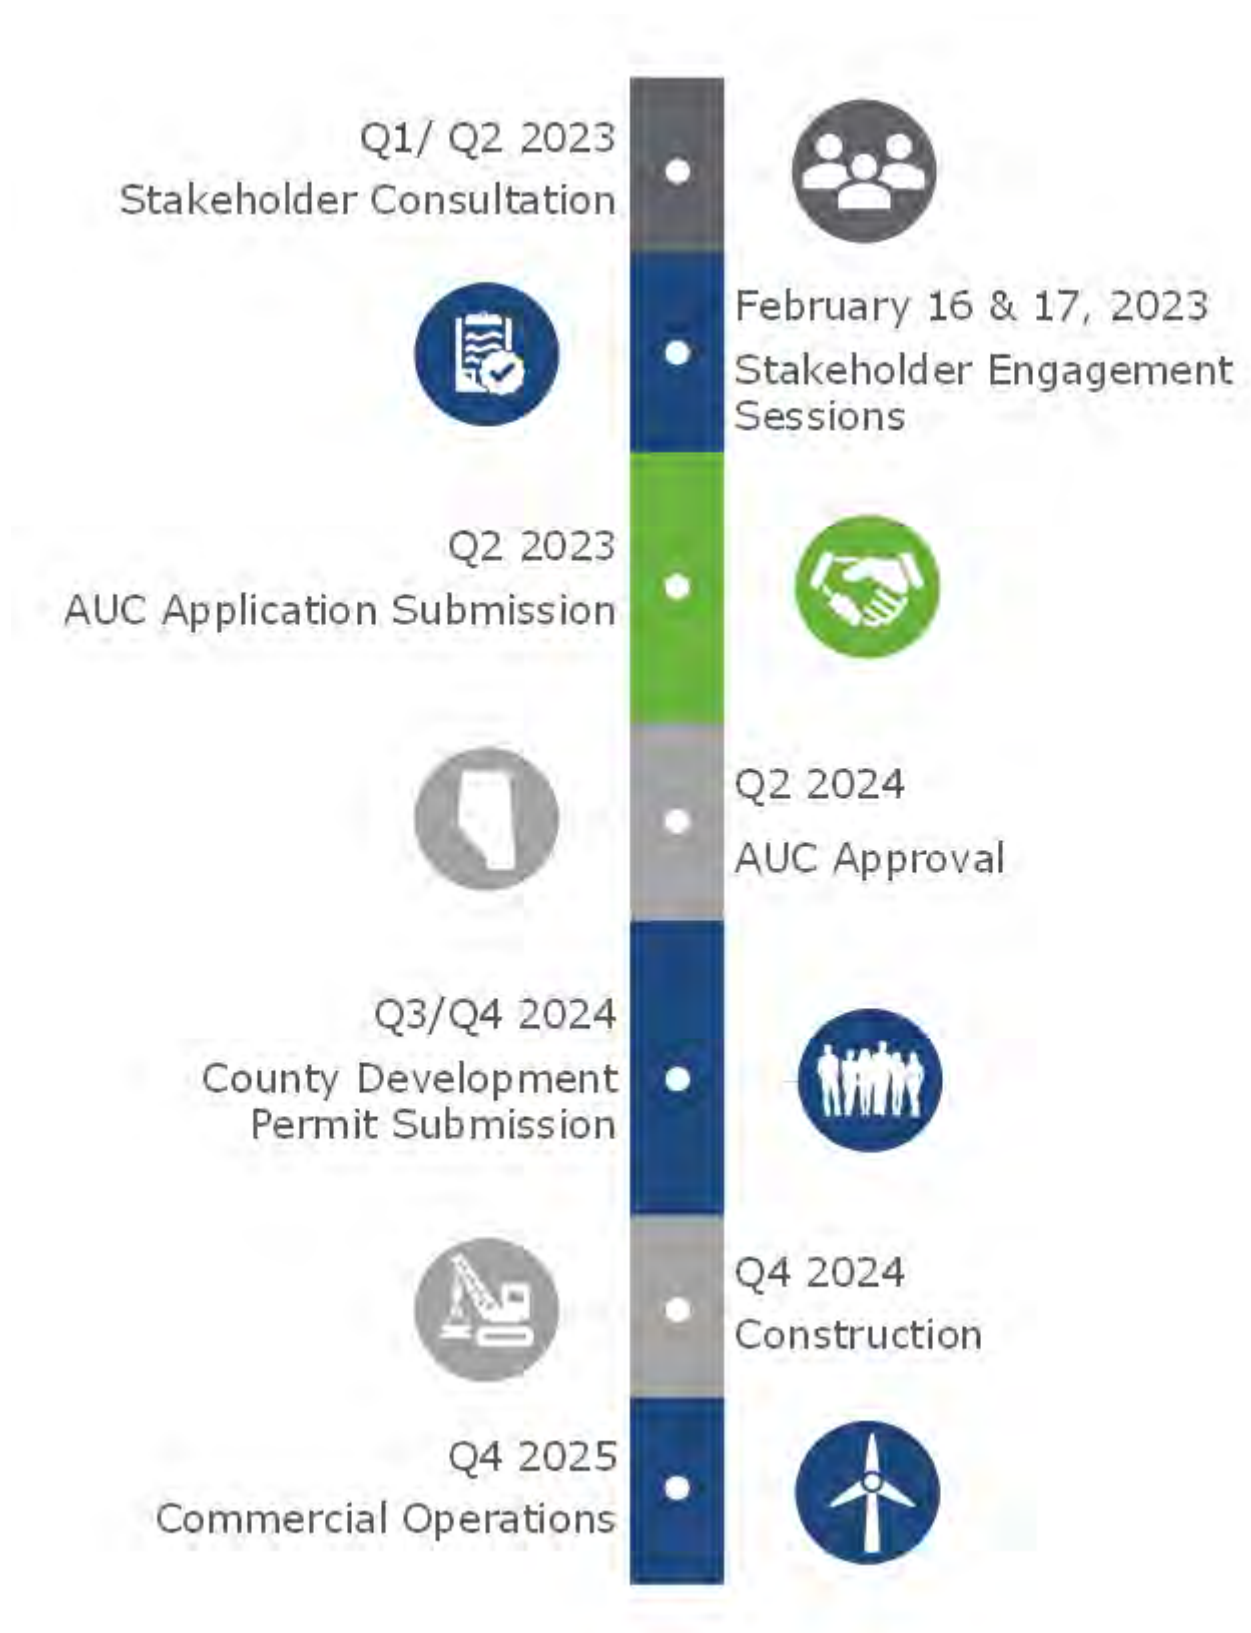 Q1/ Q2 2023
Stakeholder Consultation
February 16 & 17, 2023
Stakeholder Engagement
Sessions
Q2 2023
AUC Application Submission
Q2 2024
AUC Approval
Q3/Q4 2024
County Development
Permit Submission
Q4 2024
Construction
Q4 2025
Commercial Operations